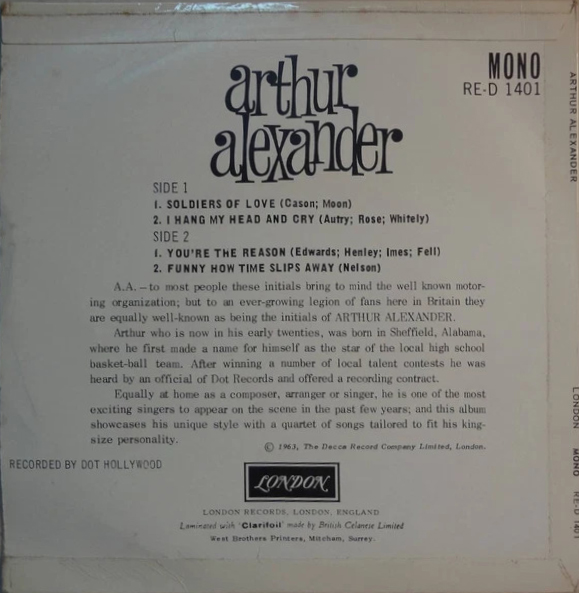 arthur
alexander
MONO
RE-D 1401
SIDE 1
1. SOLDIERS OF LOVE (Cason; Moon)
2. I HANG MY HEAD AND CRY (Autry; Rose; Whitely)
SIDE 2
1. YOU'RE THE REASON (Edwards; Henley; Imes; Fell)
2. FUNNY HOW TIME SLIPS AWAY (Nelson)
A.A. — to most people these initials bring to mind the well known motor-
ing organization; but to an ever-growing legion of fans here in Britain they
are equally well-known as being the initials of ARTHUR ALEXANDER.
Arthur who is now in his early twenties, was born in Sheffield, Alabama,
where he first made a name for himself as the star of the local high school
basket-ball team. After winning a number of local talent contests he was
heard by an official of Dot Records and offered a recording contract.
Equally at home as a composer, arranger or singer, he is one of the most
exciting singers to appear on the scene in the past few years; and this album
showcases his unique style with a quartet of songs tailored to fit his king-
size personality.
© 1963, The Decca Record Company Limited, London.
RECORDED BY DOT HOLLYWOOD
LONDON
LONDON RECORDS, LONDON, ENGLAND
Laminated with 'Clarifoil' made by British Celanese Limited
West Brothers Printers, Mitcham, Surrey.
ARTHUR ALEXANDER
LONDON
MONO
RE-D 1401